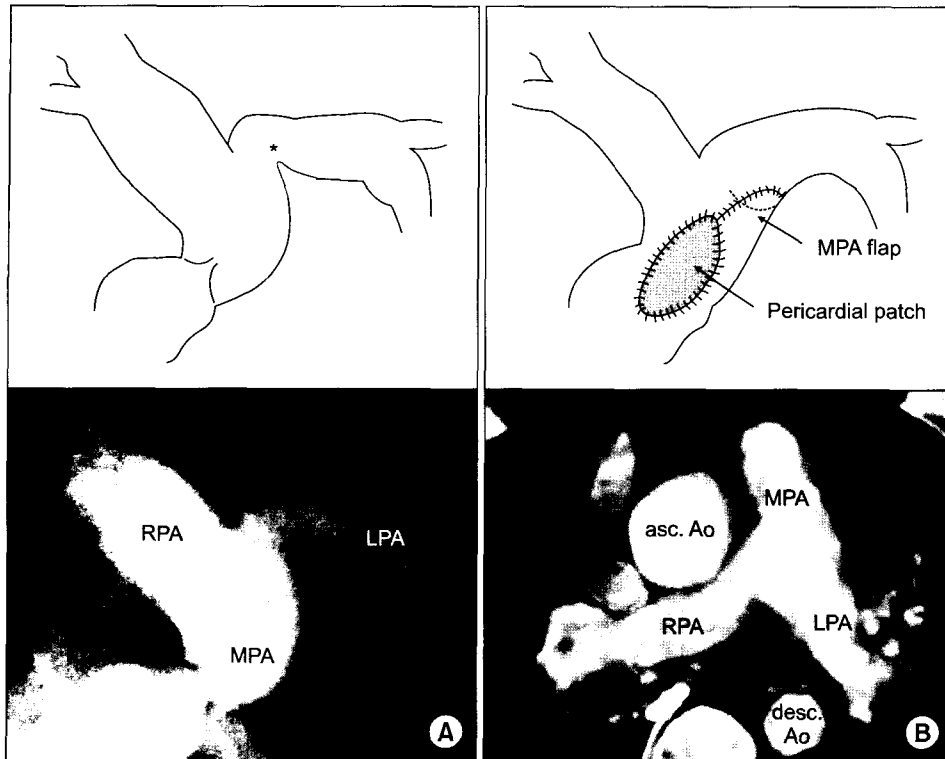 *
MPA flap
Pericardial patch
RPA
LPA
MPA
A
MPA
asc. Ao
RPA
LPA
desc.
Ao
B